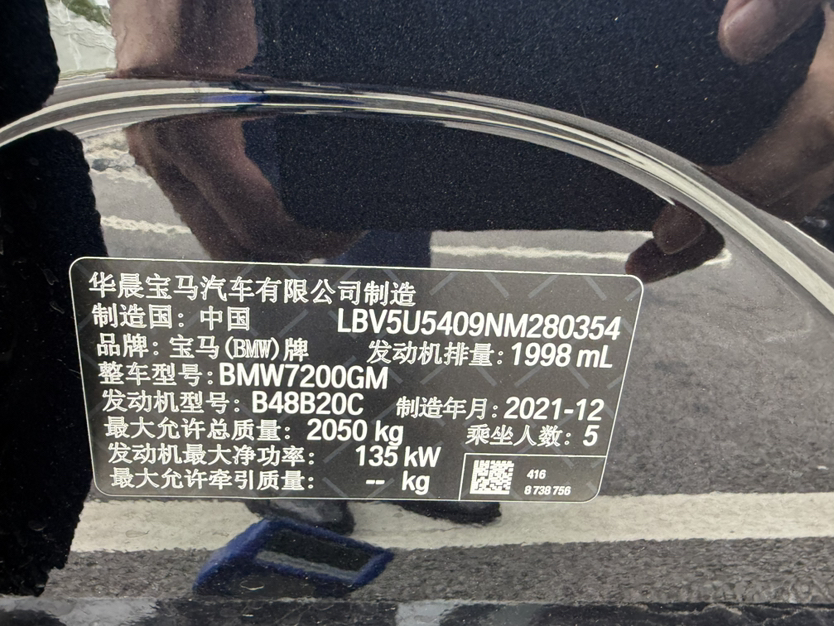 华晨宝马汽车有限公司制造
制造国：中国 LBV5U5409NM280354
品牌：宝马(BMW)牌 发动机排量：1998 mL
整车型号：BMW7200GM
发动机型号：B48B20C 制造年月：2021-12
最大允许总质量：2050 kg 乘坐人数：5
发动机最大净功率：135 kW
最大允许牵引质量：-- kg
416
8 738 756